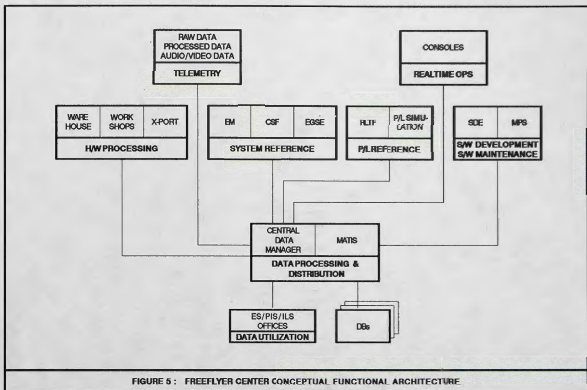 RAW DATA
PROCESSED DATA
AUDIO/VIDEO DATA
TELEMETRY
CONSOLES
REALTIME OPS
WARE
HOUSE
WORK
SHOPS
X-PORT
H/W PROCESSING
EM
CSF
EGSE
SYSTEM REFERENCE
RLTF
P/L SIMU-
LATION
P/L REFERENCE
SDE
MPS
S/W DEVELOPMENT
S/W MAINTENANCE
CENTRAL
DATA
MANAGER
MATIS
DATA PROCESSING &
DISTRIBUTION
ES/PIS/ILS
OFFICES
DATA UTILIZATION
DBs
FIGURE 5 : FREEFLYER CENTER CONCEPTUAL FUNCTIONAL ARCHITECTURE